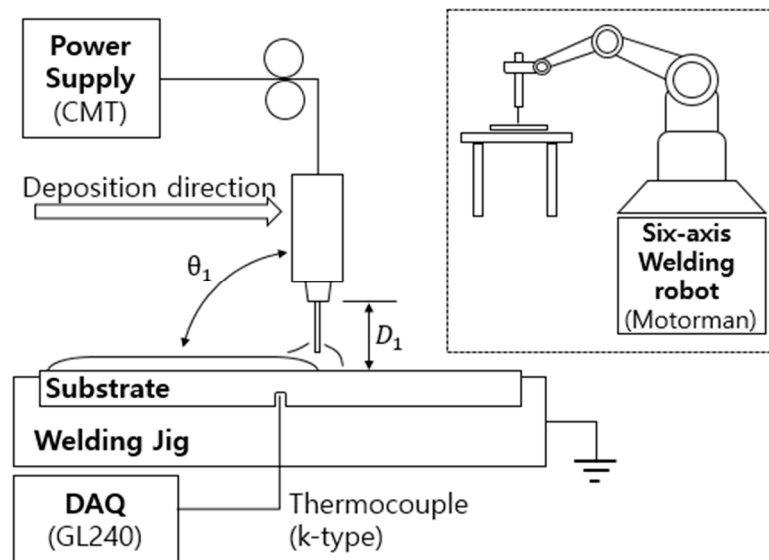 Power
Supply
(CMT)
Deposition direction
θ1
D1
Substrate
Welding Jig
DAQ
(GL240)
Thermocouple
(k-type)
Six-axis
Welding
robot
(Motorman)